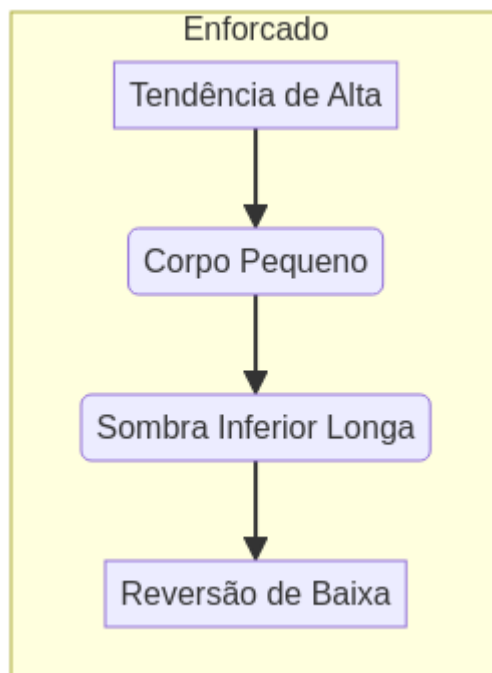 Enforcado
Tendência de Alta
Corpo Pequeno
Sombra Inferior Longa
Reversão de Baixa